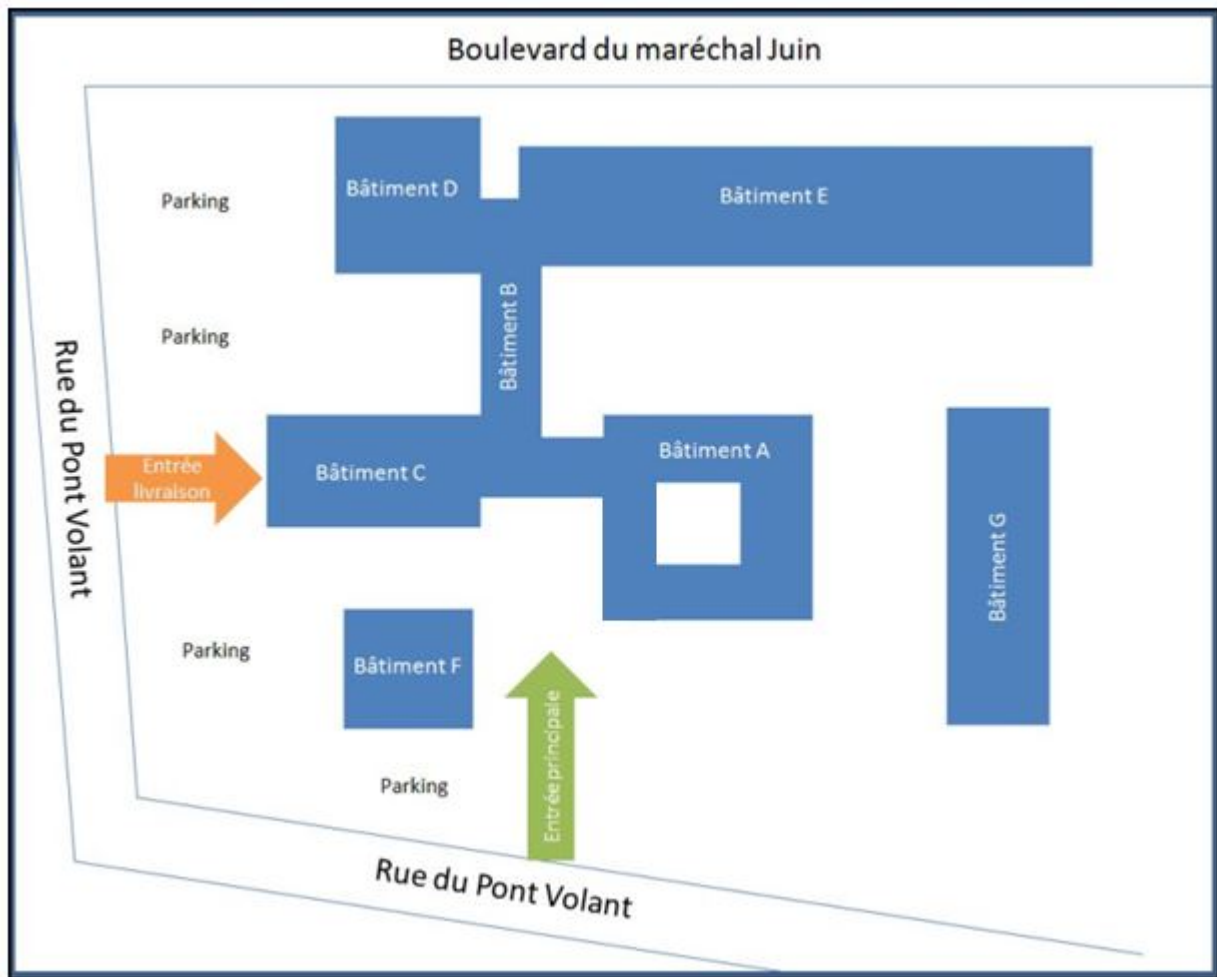 Boulevard du maréchal Juin
Bâtiment D
Bâtiment E
Parking
Bâtiment B
Parking
Rue du Pont Volant
Entrée
livraison
Bâtiment C
Bâtiment A
Bâtiment G
Parking
Bâtiment F
Entrée principale
Parking
Rue du Pont Volant